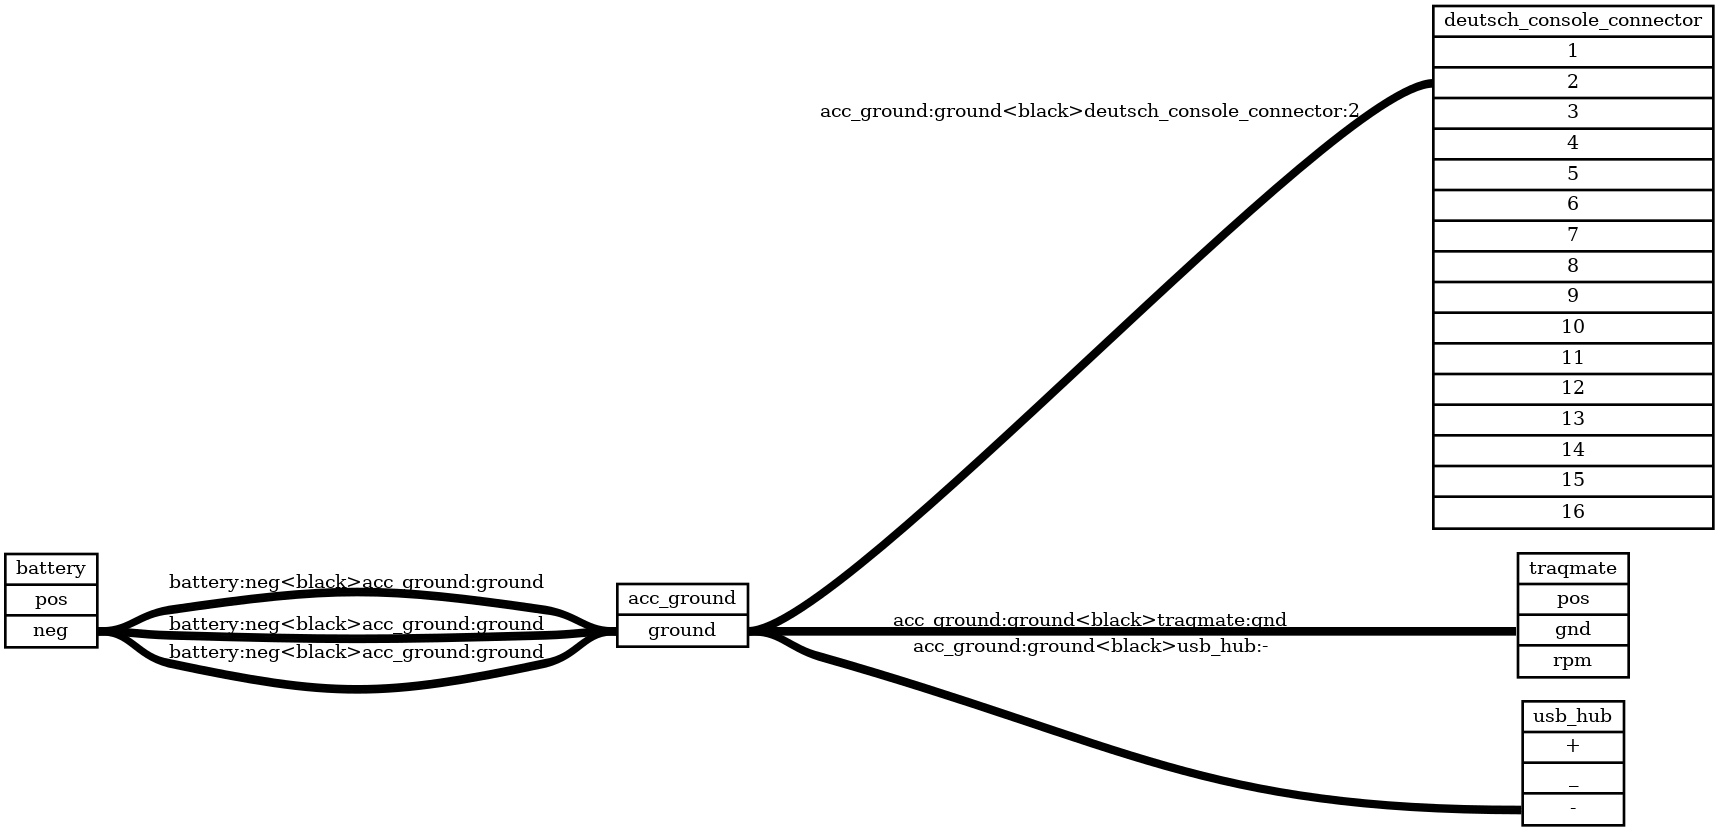 deutsch_console_connector
1
2
3
4
5
6
7
8
9
10
11
12
13
14
15
16
acc_ground:ground<black>deutsch_console_connector:2
battery
pos
neg
battery:neg<black>acc_ground:ground
battery:neg<black>acc_ground:ground
battery:neg<black>acc_ground:ground
acc_ground
ground
acc_ground:ground<black>traqmate:gnd
acc_ground:ground<black>usb_hub:-
traqmate
pos
gnd
rpm
usb_hub
+
_
-